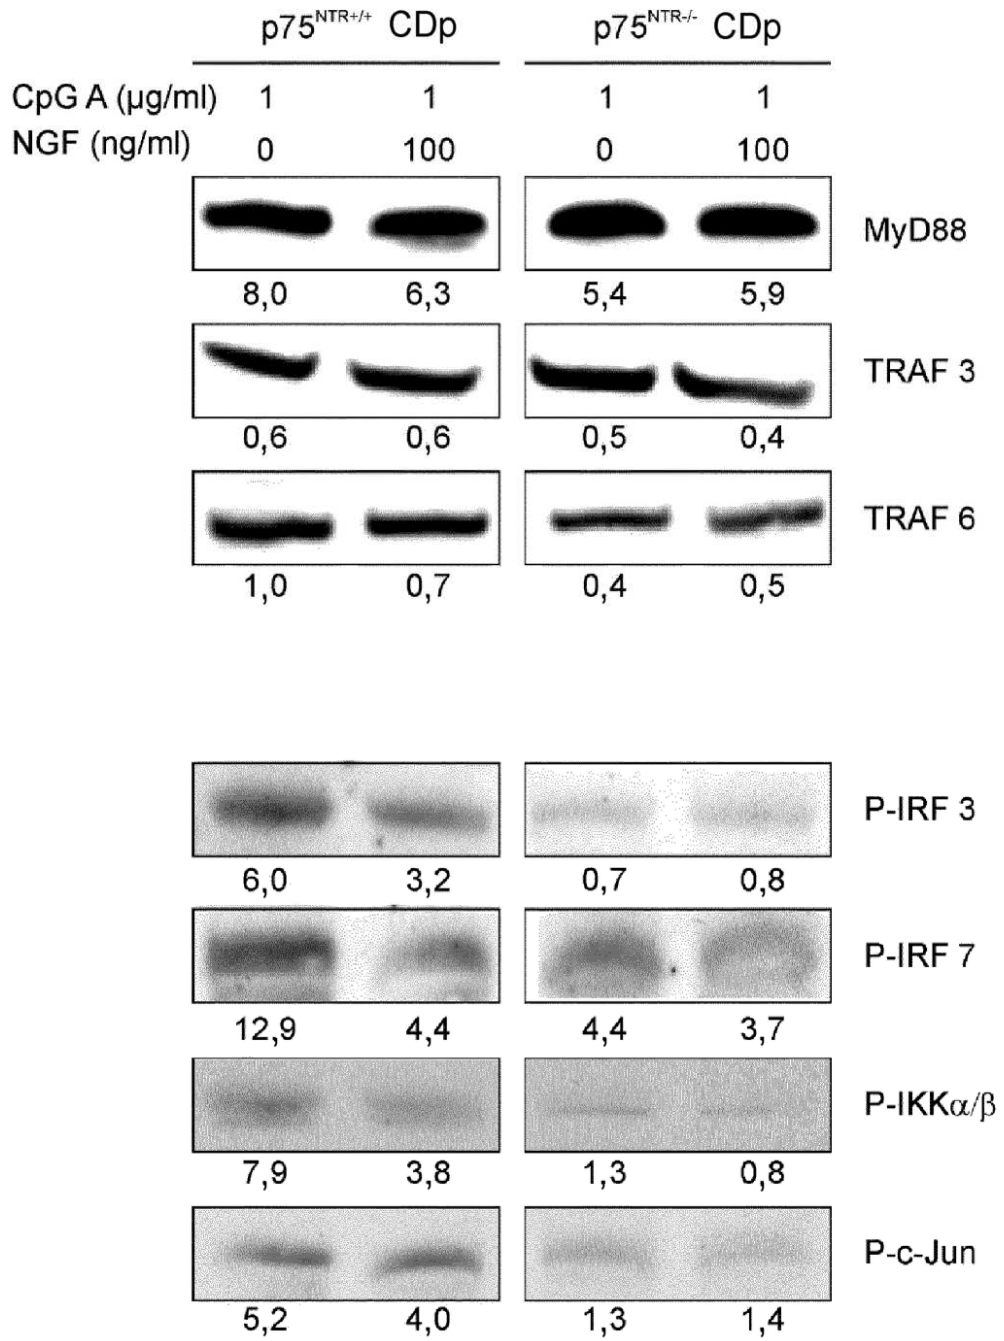 p75NTR+/+ CDp p75NTR-/- CDp
CpG A (µg/ml) 1 1 1 1
NGF (ng/ml) 0 100 0 100
MyD88
8,0 6,3 5,4 5,9
TRAF 3
0,6 0,6 0,5 0,4
TRAF 6
1,0 0,7 0,4 0,5
P-IRF 3
6,0 3,2 0,7 0,8
P-IRF 7
12,9 4,4 4,4 3,7
P-IKKα/β
7,9 3,8 1,3 0,8
P-c-Jun
5,2 4,0 1,3 1,4